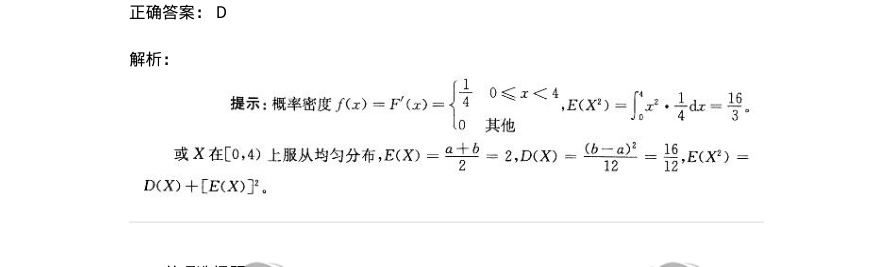 正确答案： D
解析：
提示：概率密度 f(x) = F′(x) = { 1/4 0 ≤ x < 4 , 0 其他 , E(X²) = ∫₀⁴ x² · 1/4 dx = 16/3。
或 X 在[0,4) 上服从均匀分布,E(X) = (a+b)/2 = 2,D(X) = (b−a)²/12 = 16/12,E(X²) =
D(X)+[E(X)]²。